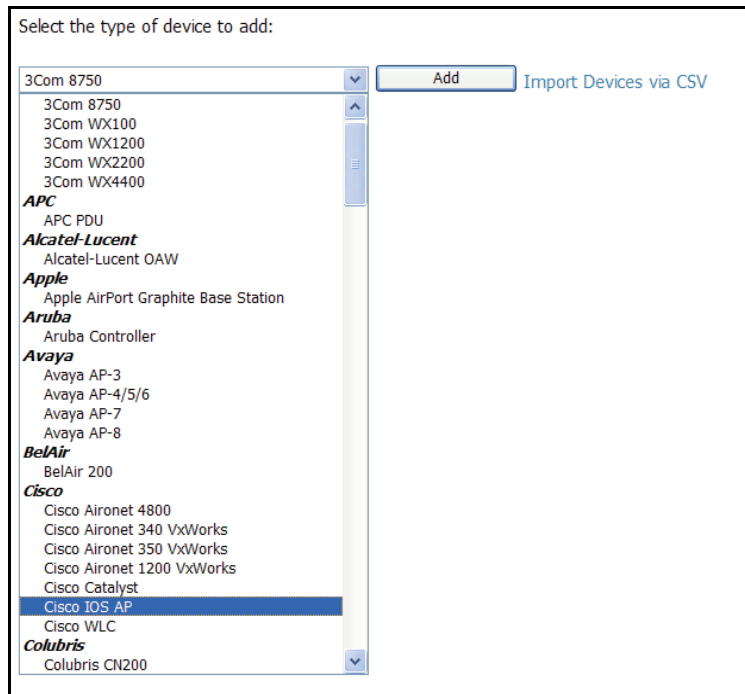 Select the type of device to add:
3Com 8750 Add Import Devices via CSV
3Com 8750
3Com WX100
3Com WX1200
3Com WX2200
3Com WX4400
APC
APC PDU
Alcatel-Lucent
Alcatel-Lucent OAW
Apple
Apple AirPort Graphite Base Station
Aruba
Aruba Controller
Avaya
Avaya AP-3
Avaya AP-4/5/6
Avaya AP-7
Avaya AP-8
BelAir
BelAir 200
Cisco
Cisco Aironet 4800
Cisco Aironet 340 VxWorks
Cisco Aironet 350 VxWorks
Cisco Aironet 1200 VxWorks
Cisco Catalyst
Cisco IOS AP
Cisco WLC
Colubris
Colubris CN200